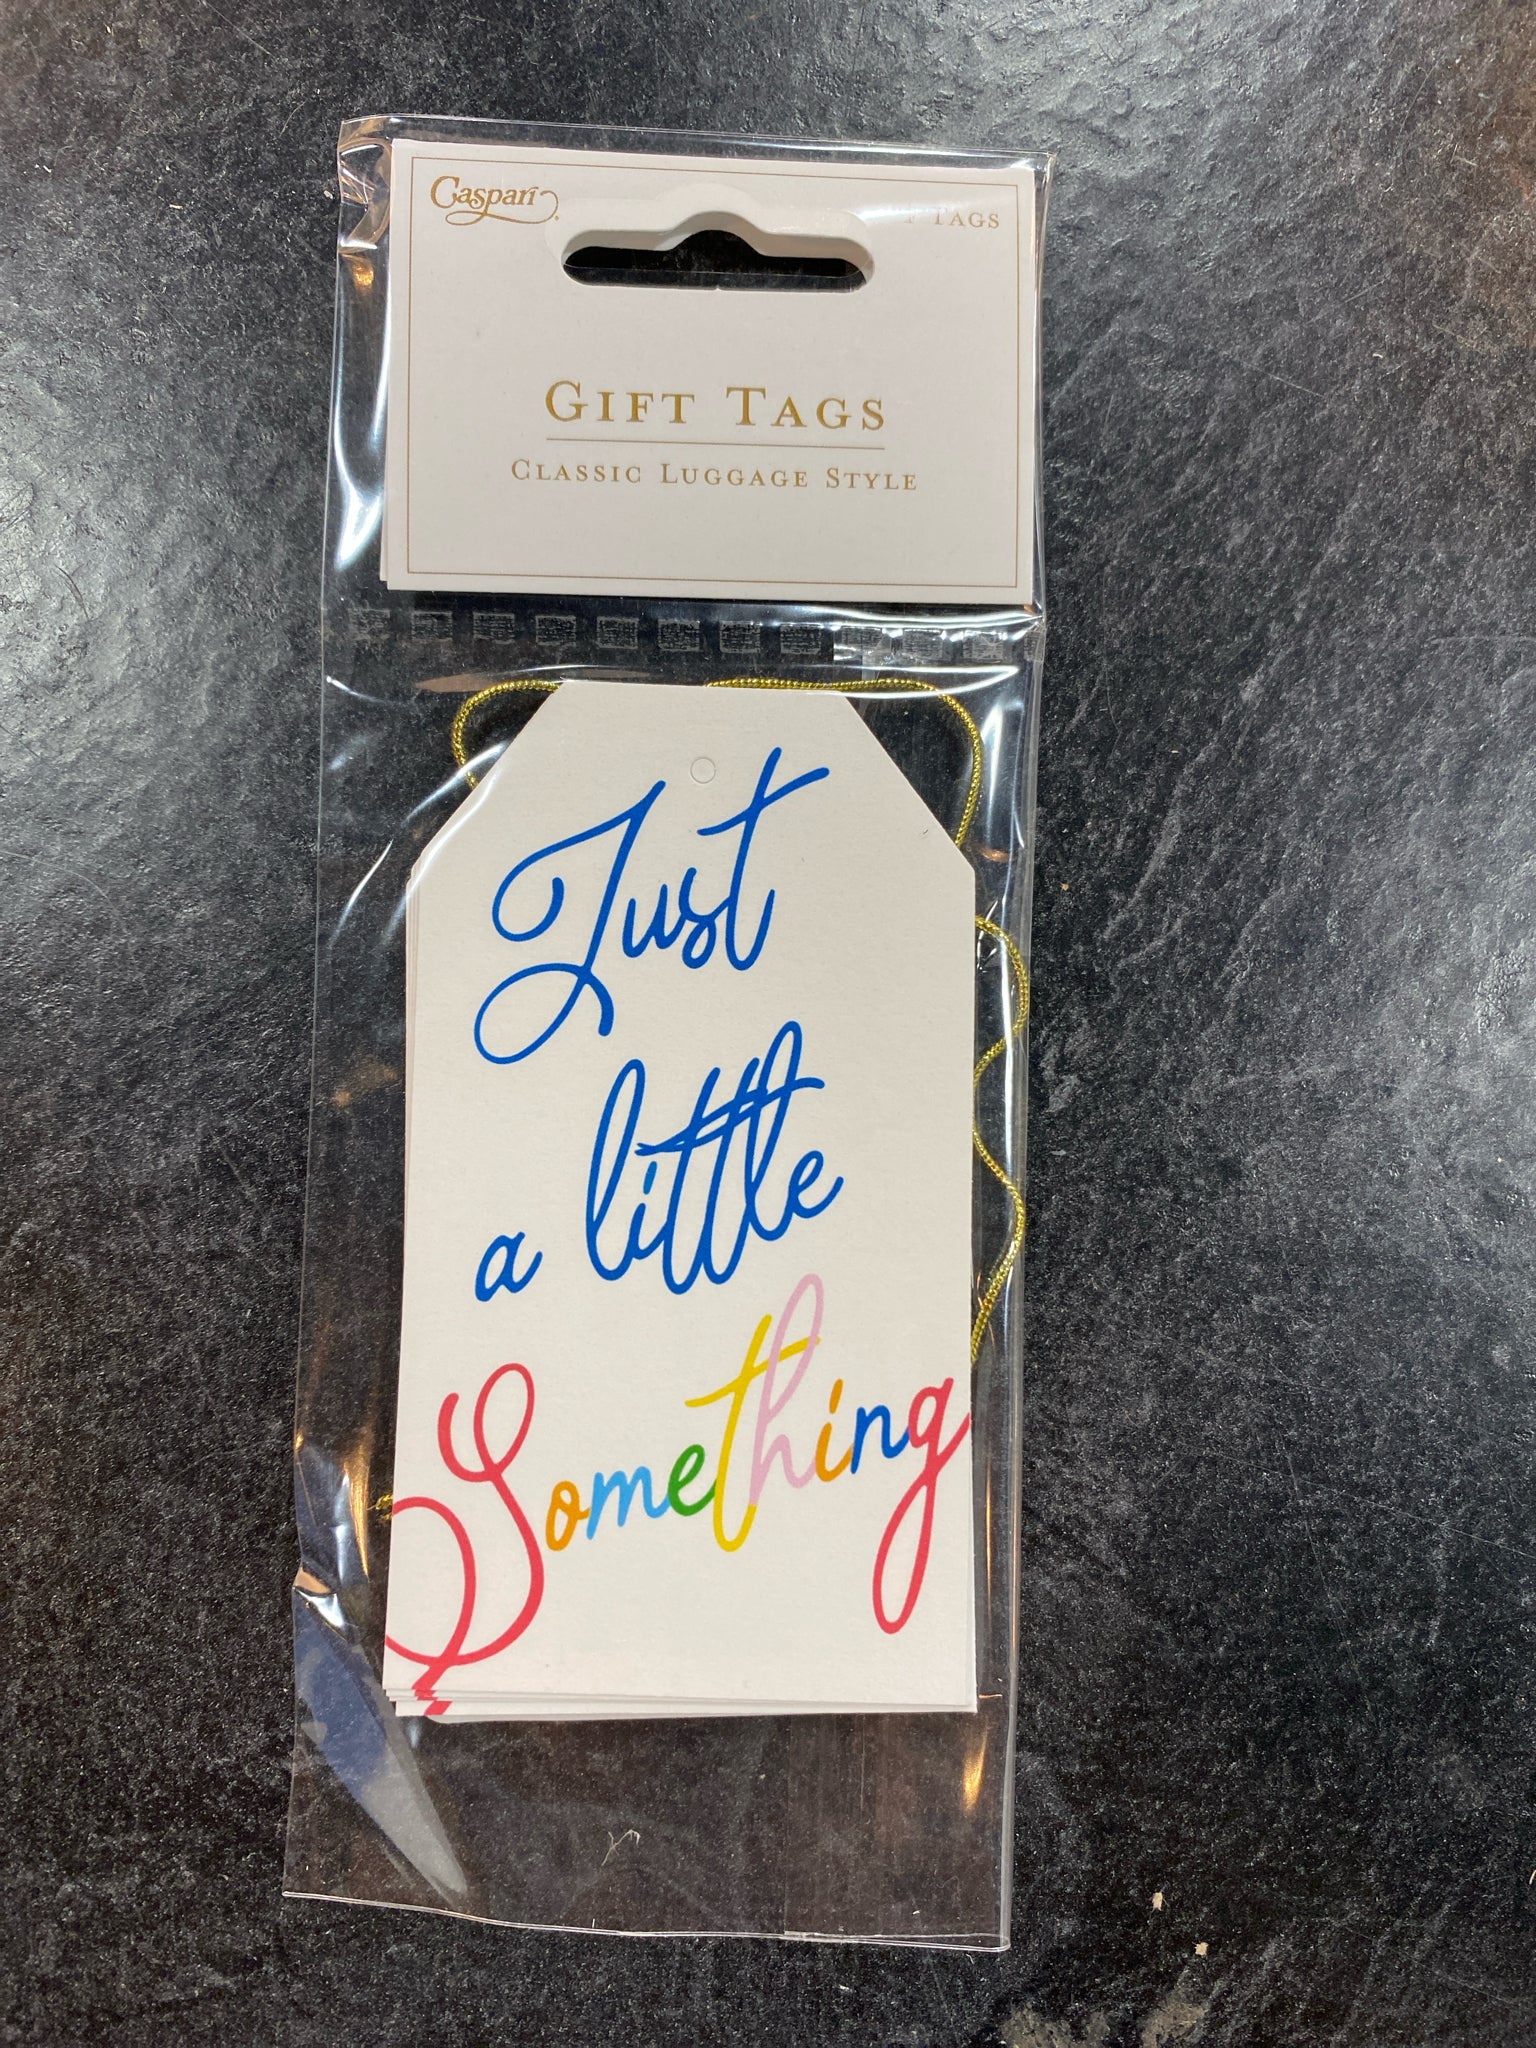 Caspari
TAGS
GIFT TAGS
CLASSIC LUGGAGE STYLE
Just
a little
Something